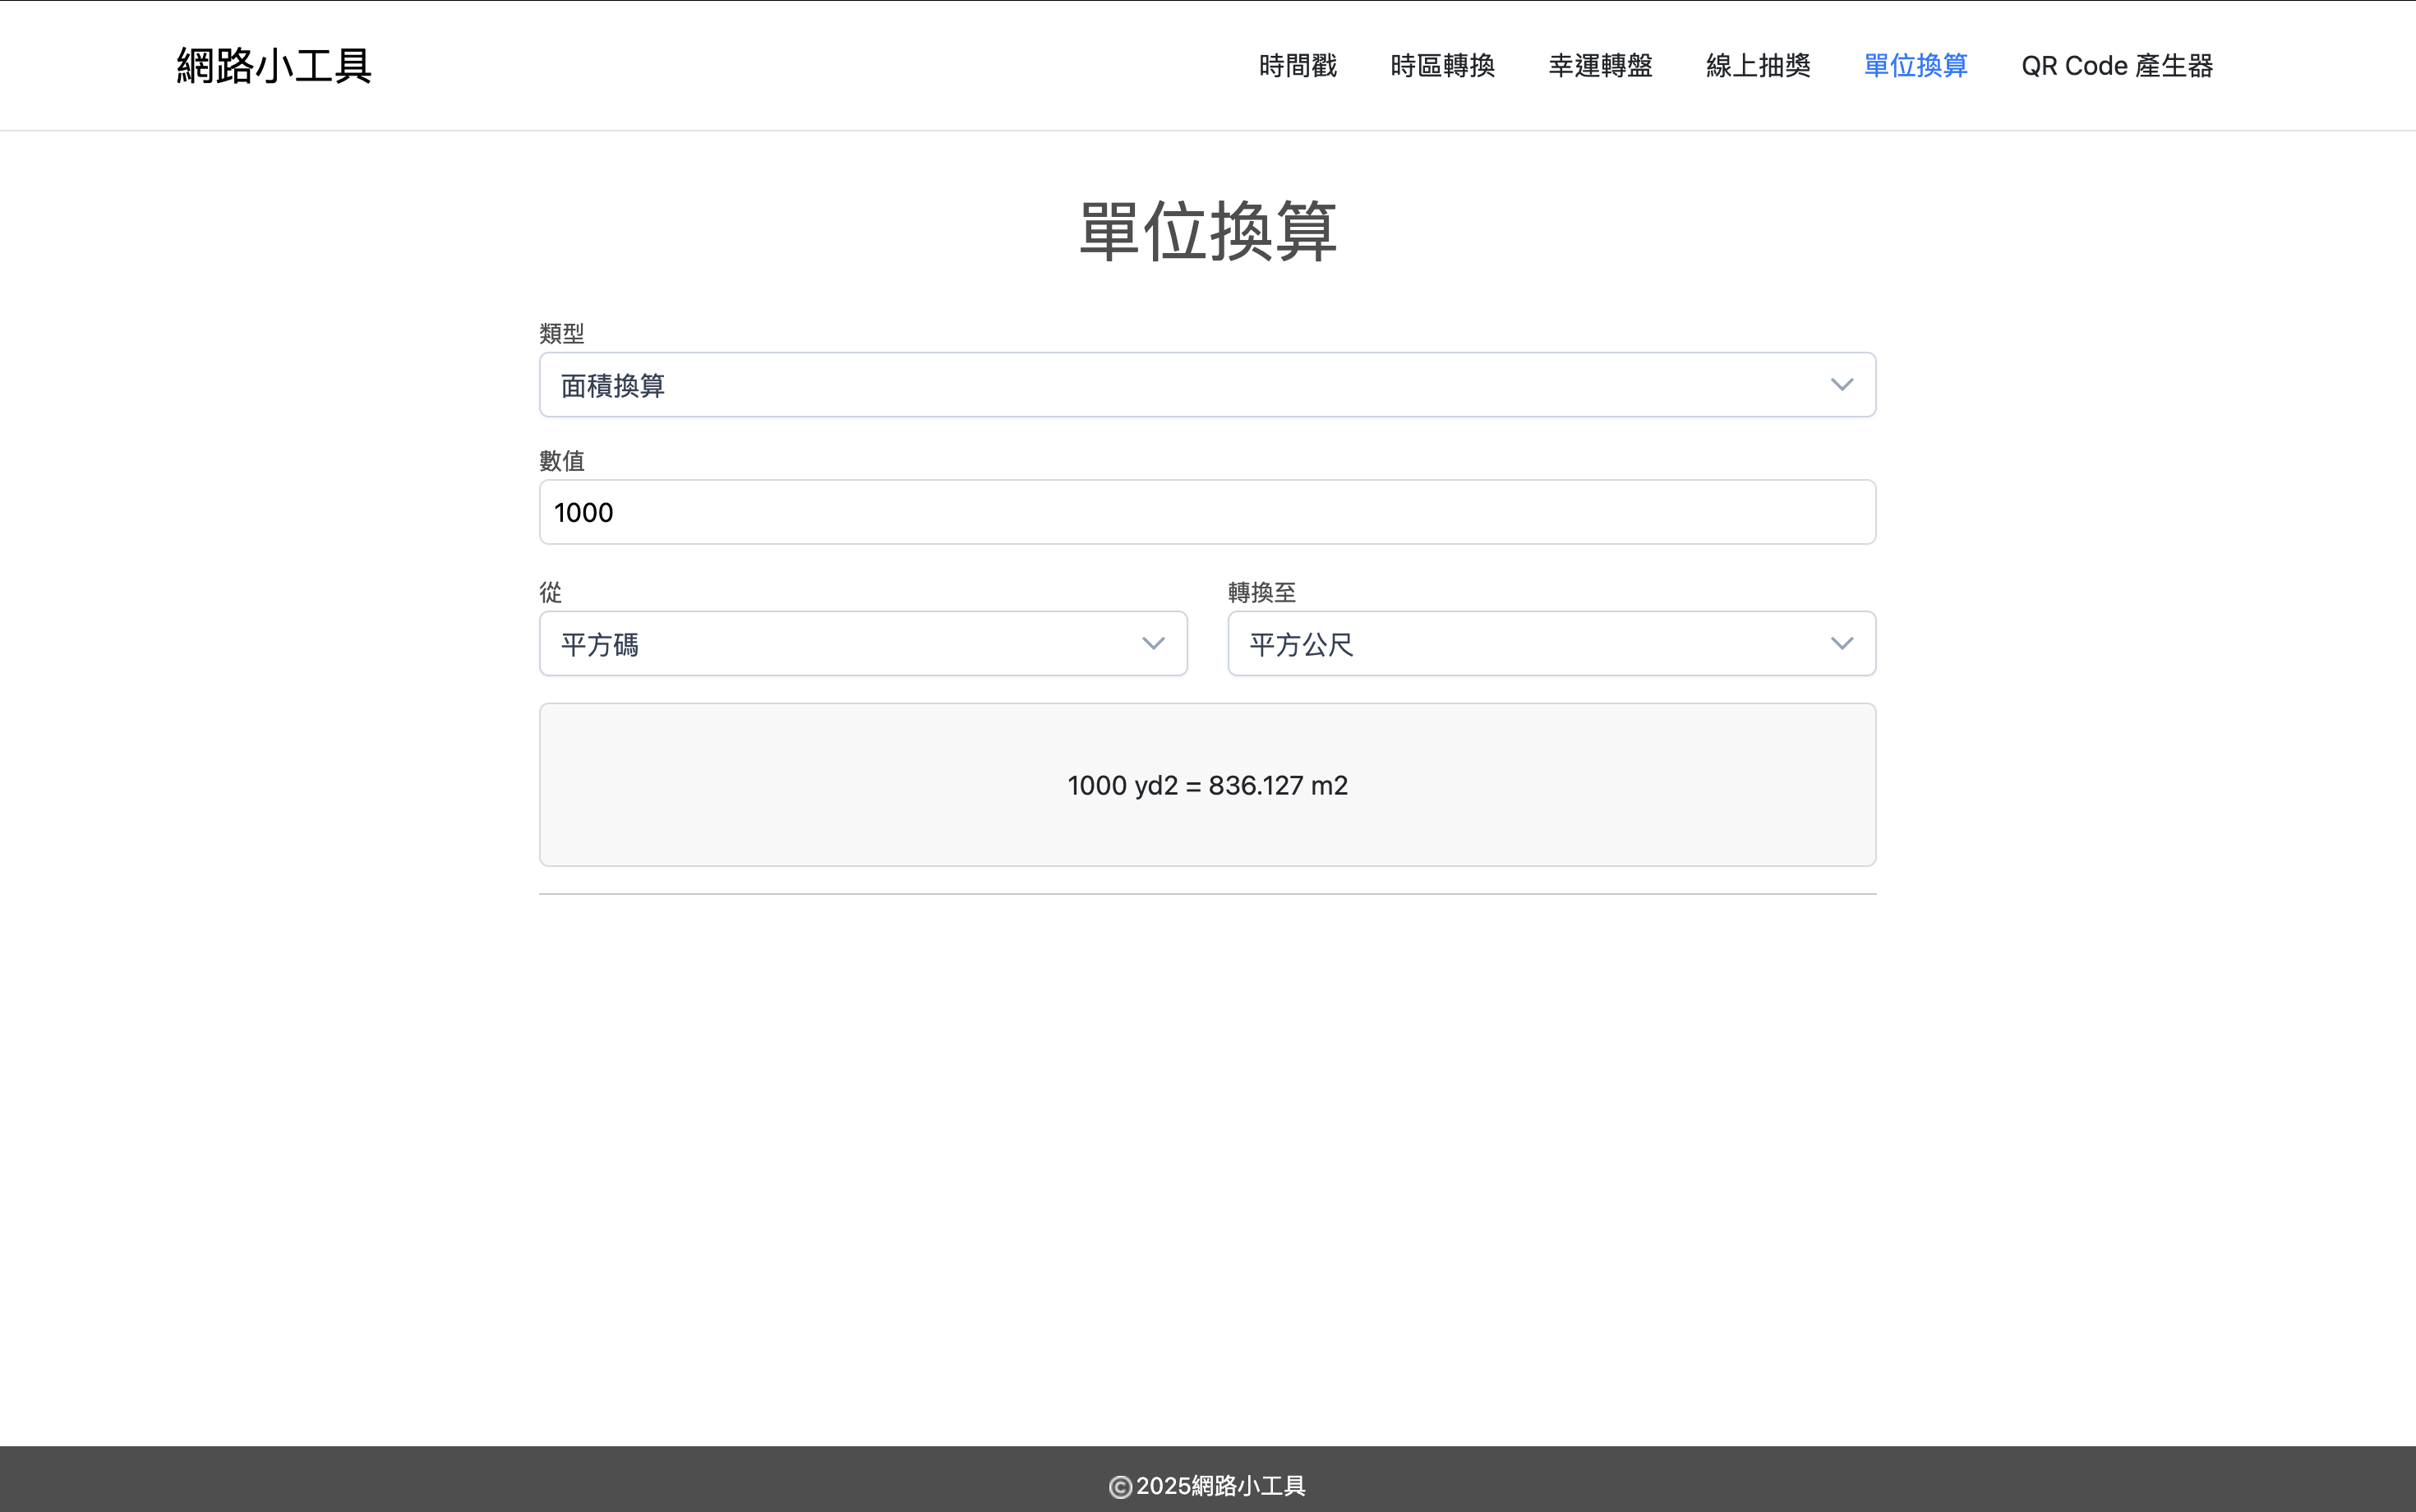 網路小工具
時間戳 時區轉換 幸運轉盤 線上抽獎 單位換算 QR Code 產生器
單位換算
類型
面積換算
數值
1000
從 轉換至
平方碼 平方公尺
1000 yd2 = 836.127 m2
©2025網路小工具